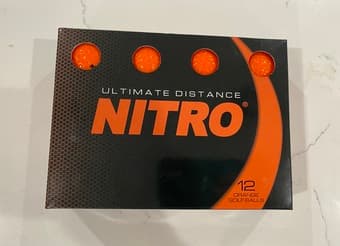 ULTIMATE DISTANCE
NITRO®
12
ORANGE
GOLF BALLS